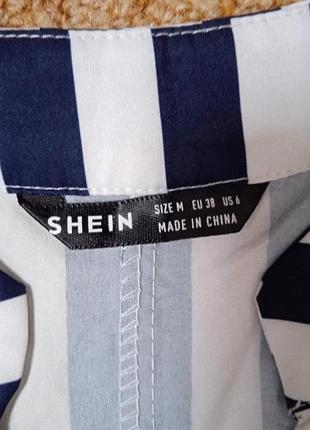 SHEIN
SIZE M EU 38 US 6
MADE IN CHINA